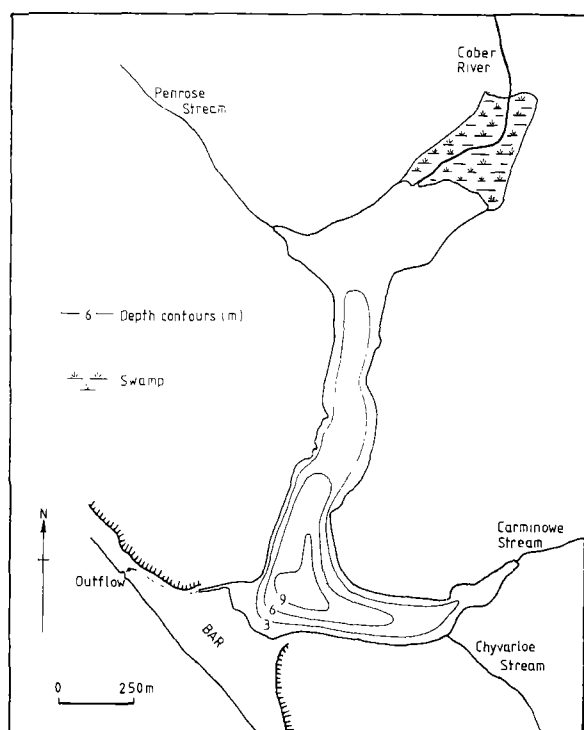 Cober
River
Penrose
Stream
6 Depth contours (m)
Swamp
N
Carminowe
Stream
Outflow
9
6
3
BAR
Chyvarloe
Stream
0 250m